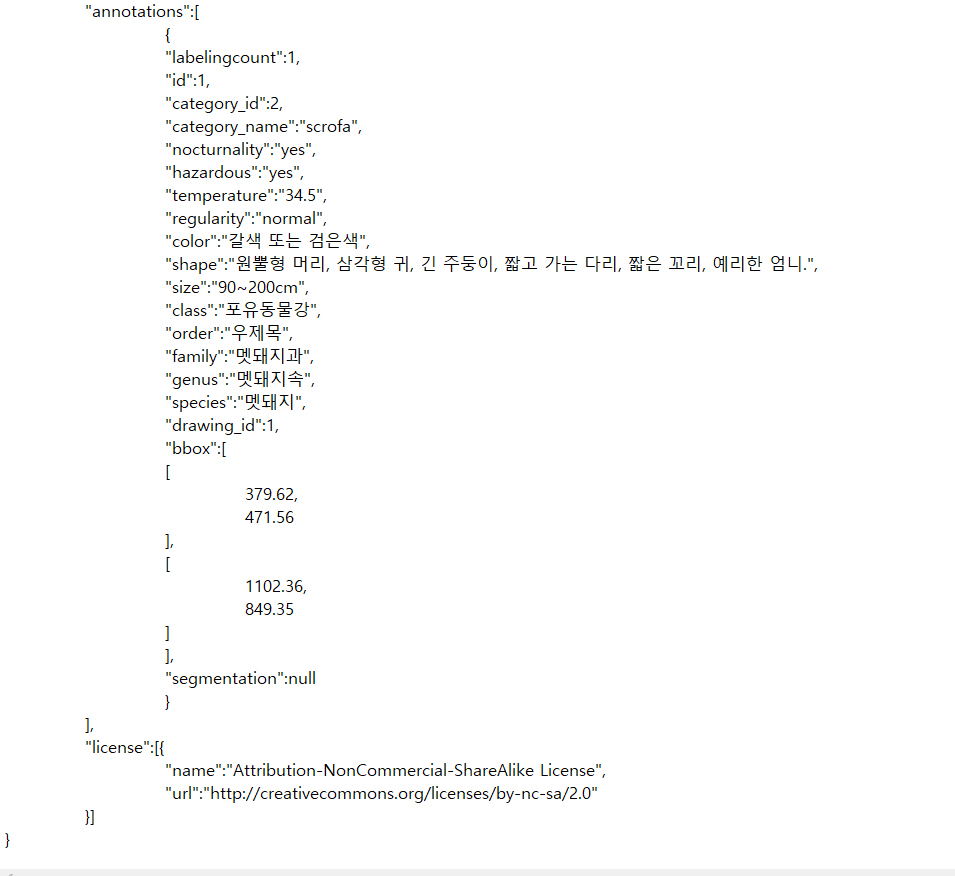 "annotations":[
{
"labelingcount":1,
"id":1,
"category_id":2,
"category_name":"scrofa",
"nocturnality":"yes",
"hazardous":"yes",
"temperature":"34.5",
"regularity":"normal",
"color":"갈색 또는 검은색",
"shape":"원뿔형 머리, 삼각형 귀, 긴 주둥이, 짧고 가는 다리, 짧은 꼬리, 예리한 엄니.",
"size":"90~200cm",
"class":"포유동물강",
"order":"우제목",
"family":"멧돼지과",
"genus":"멧돼지속",
"species":"멧돼지",
"drawing_id":1,
"bbox":[
[
379.62,
471.56
],
[
1102.36,
849.35
]
],
"segmentation":null
}
],
"license":[{
"name":"Attribution-NonCommercial-ShareAlike License",
"url":"http://creativecommons.org/licenses/by-nc-sa/2.0"
}]
}